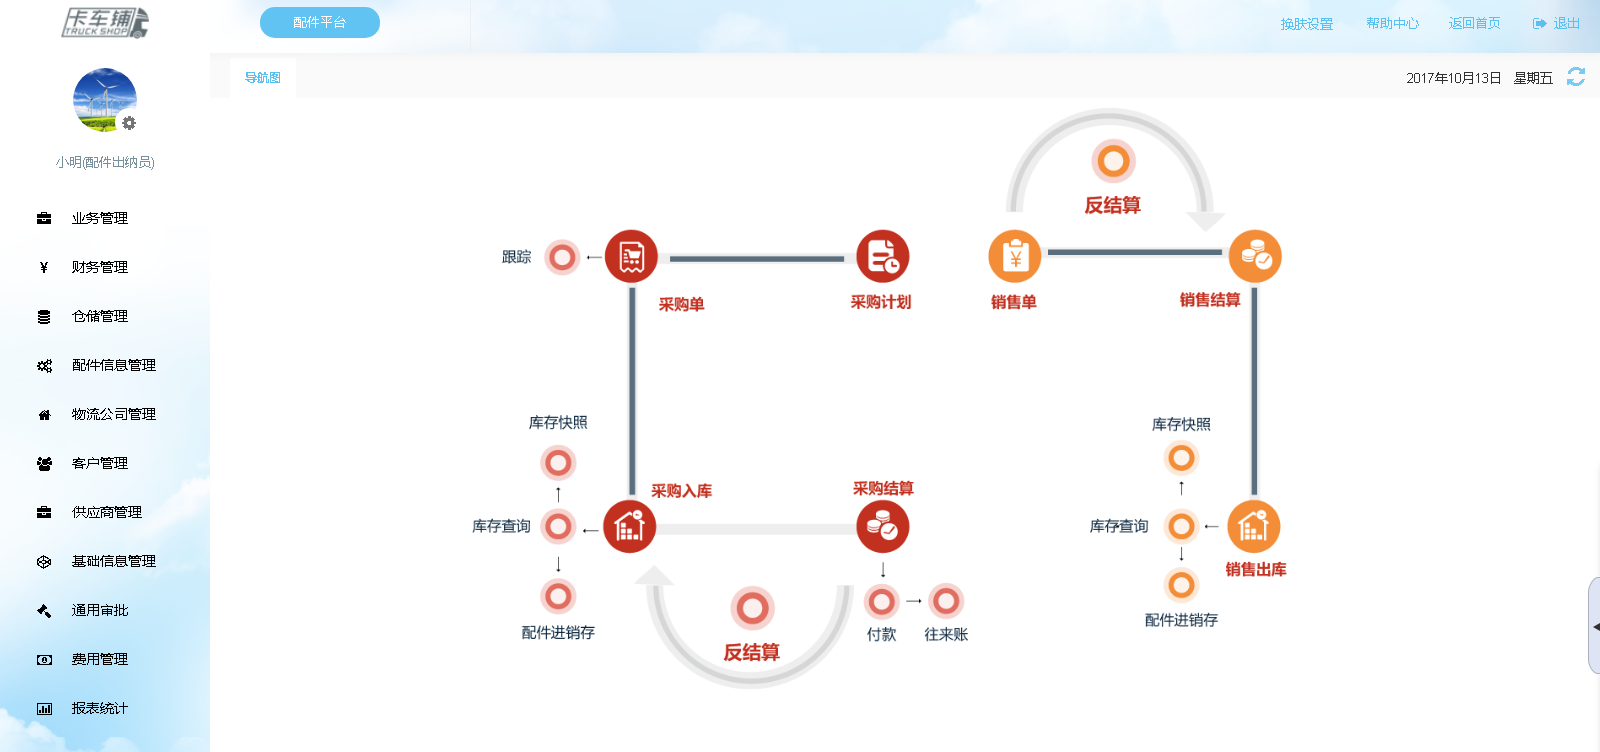 卡车铺
TRUCK SHOP
配件平台
换肤设置 帮助中心 返回首页 退出
导航图
2017年10月13日 星期五
小明(配件出纳员)
业务管理
财务管理
仓储管理
配件信息管理
物流公司管理
客户管理
供应商管理
基础信息管理
通用审批
费用管理
报表统计
跟踪
采购单
采购计划
库存快照
采购入库
采购结算
库存查询
配件进销存
反结算
付款
往来账
反结算
销售单
销售结算
库存快照
库存查询
销售出库
配件进销存